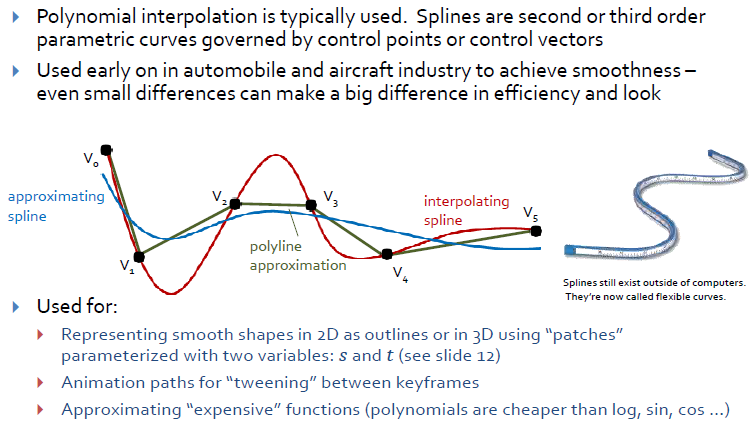 Polynomial interpolation is typically used. Splines are second or third order
parametric curves governed by control points or control vectors
Used early on in automobile and aircraft industry to achieve smoothness –
even small differences can make a big difference in efficiency and look
V₀
approximating
spline
V₁
V₂
V₃
polyline
approximation
interpolating
spline
V₄
V₅
Splines still exist outside of computers.
They're now called flexible curves.
Used for:
Representing smooth shapes in 2D as outlines or in 3D using "patches"
parameterized with two variables: s and t (see slide 12)
Animation paths for "tweening" between keyframes
Approximating "expensive" functions (polynomials are cheaper than log, sin, cos ...)